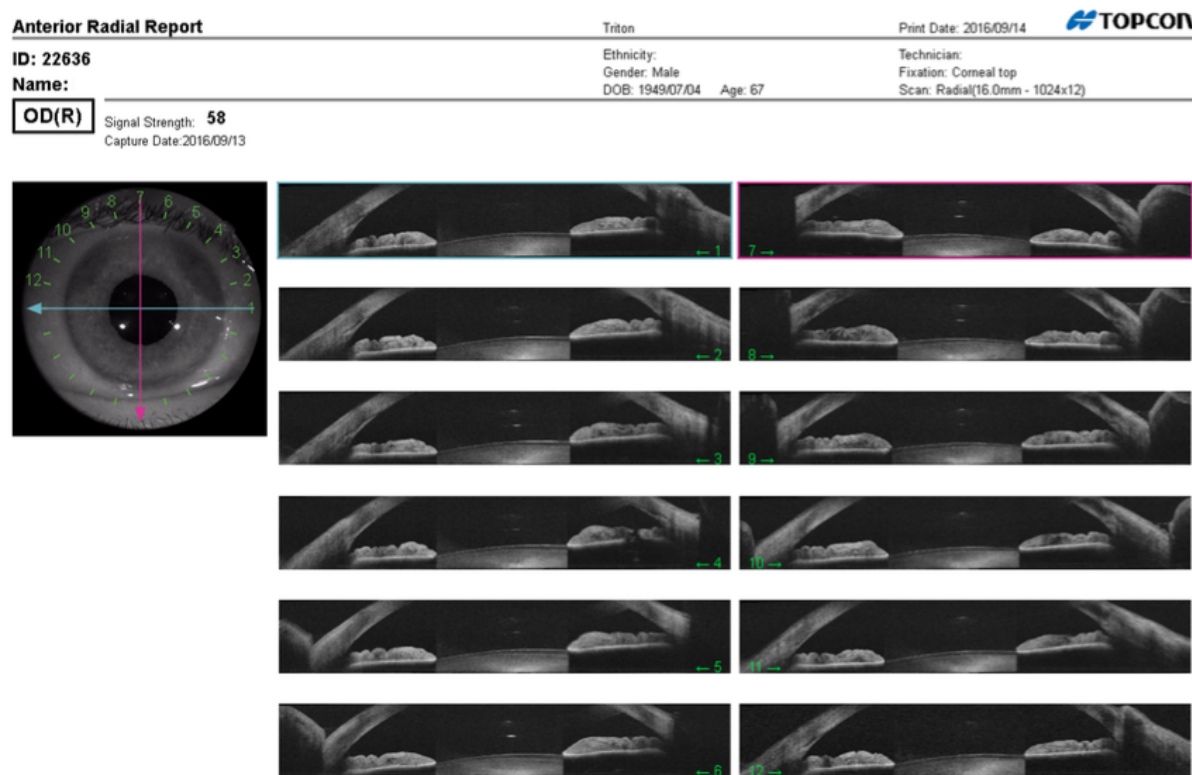 Anterior Radial Report
Triton
Print Date: 2016/09/14
TOPCON
ID: 22636
Name:
Ethnicity:
Gender: Male
DOB: 1949/07/04 Age: 67
Technician:
Fixation: Corneal top
Scan: Radial(16.0mm - 1024x12)
OD(R)
Signal Strength: 58
Capture Date:2016/09/13
7
8
6
9
5
10
4
11
3
12
2
1
← 1
7 →
← 2
8 →
← 3
9 →
← 4
10 →
← 5
11 →
← 6
12 →